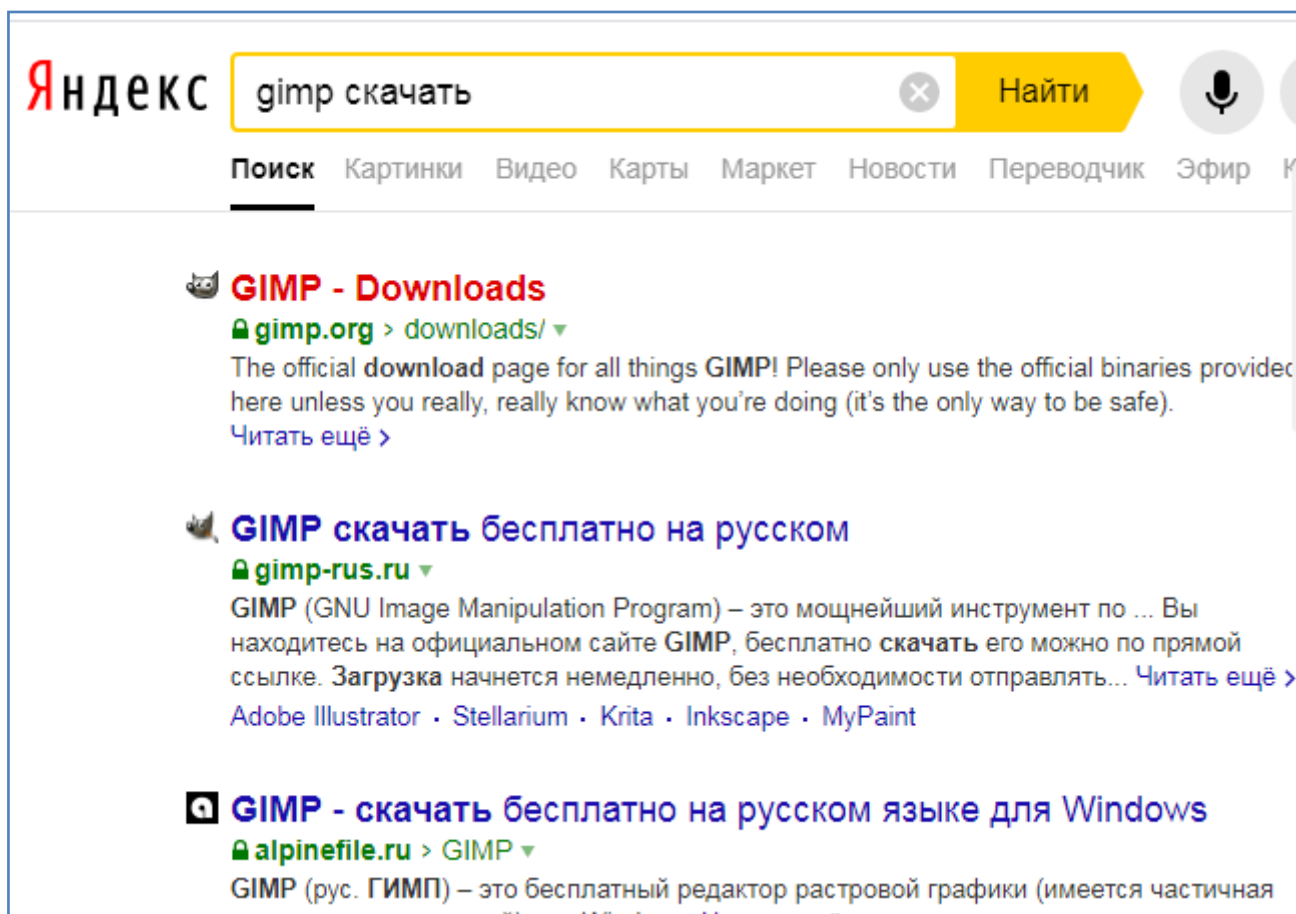 Яндекс
gimp скачать
Найти
Поиск Картинки Видео Карты Маркет Новости Переводчик Эфир
GIMP - Downloads
gimp.org › downloads/
The official download page for all things GIMP! Please only use the official binaries provided
here unless you really, really know what you’re doing (it’s the only way to be safe).
Читать ещё ›
GIMP скачать бесплатно на русском
gimp-rus.ru
GIMP (GNU Image Manipulation Program) – это мощнейший инструмент по ... Вы
находитесь на официальном сайте GIMP, бесплатно скачать его можно по прямой
ссылке. Загрузка начнется немедленно, без необходимости отправлять... Читать ещё ›
Adobe Illustrator · Stellarium · Krita · Inkscape · MyPaint
GIMP - скачать бесплатно на русском языке для Windows
alpinefile.ru › GIMP
GIMP (рус. ГИМП) – это бесплатный редактор растровой графики (имеется частичная